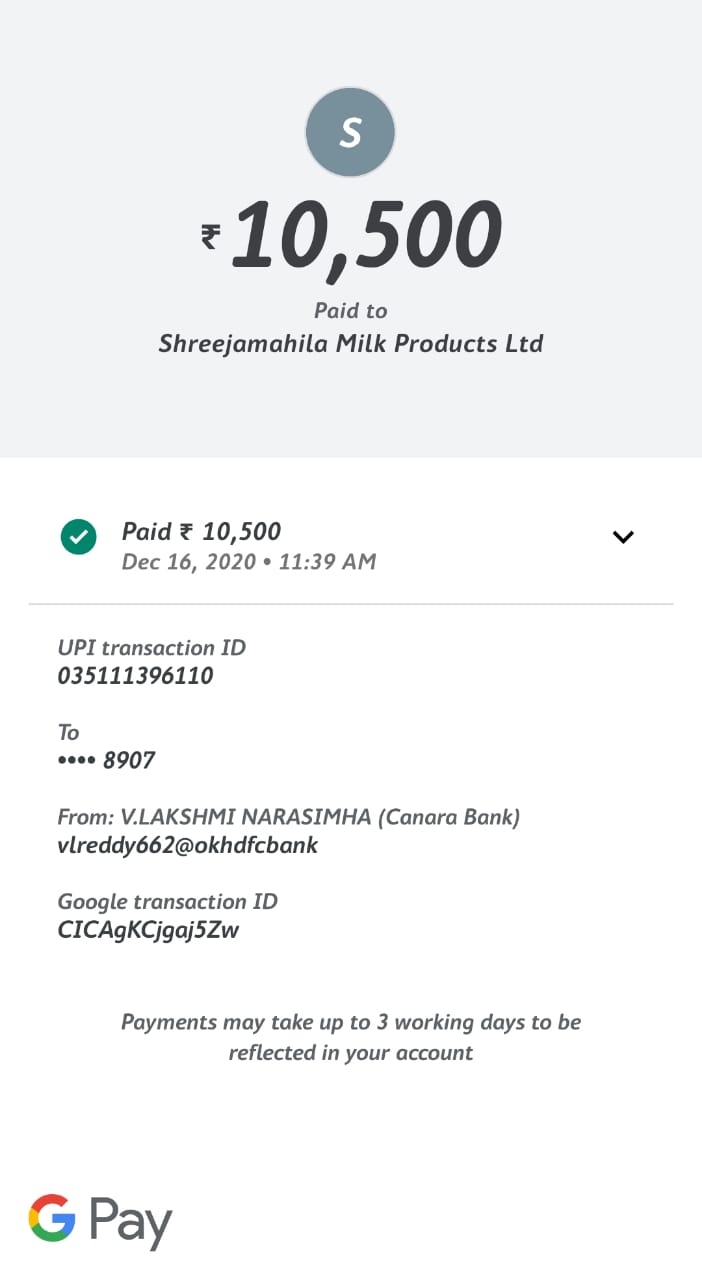 S
₹10,500
Paid to
Shreejamahila Milk Products Ltd
Paid ₹ 10,500
Dec 16, 2020 • 11:39 AM
UPI transaction ID
035111396110
To
•••• 8907
From: V.LAKSHMI NARASIMHA (Canara Bank)
vlreddy662@okhdfcbank
Google transaction ID
CICAgKCjgaj5Zw
Payments may take up to 3 working days to be
reflected in your account
G Pay